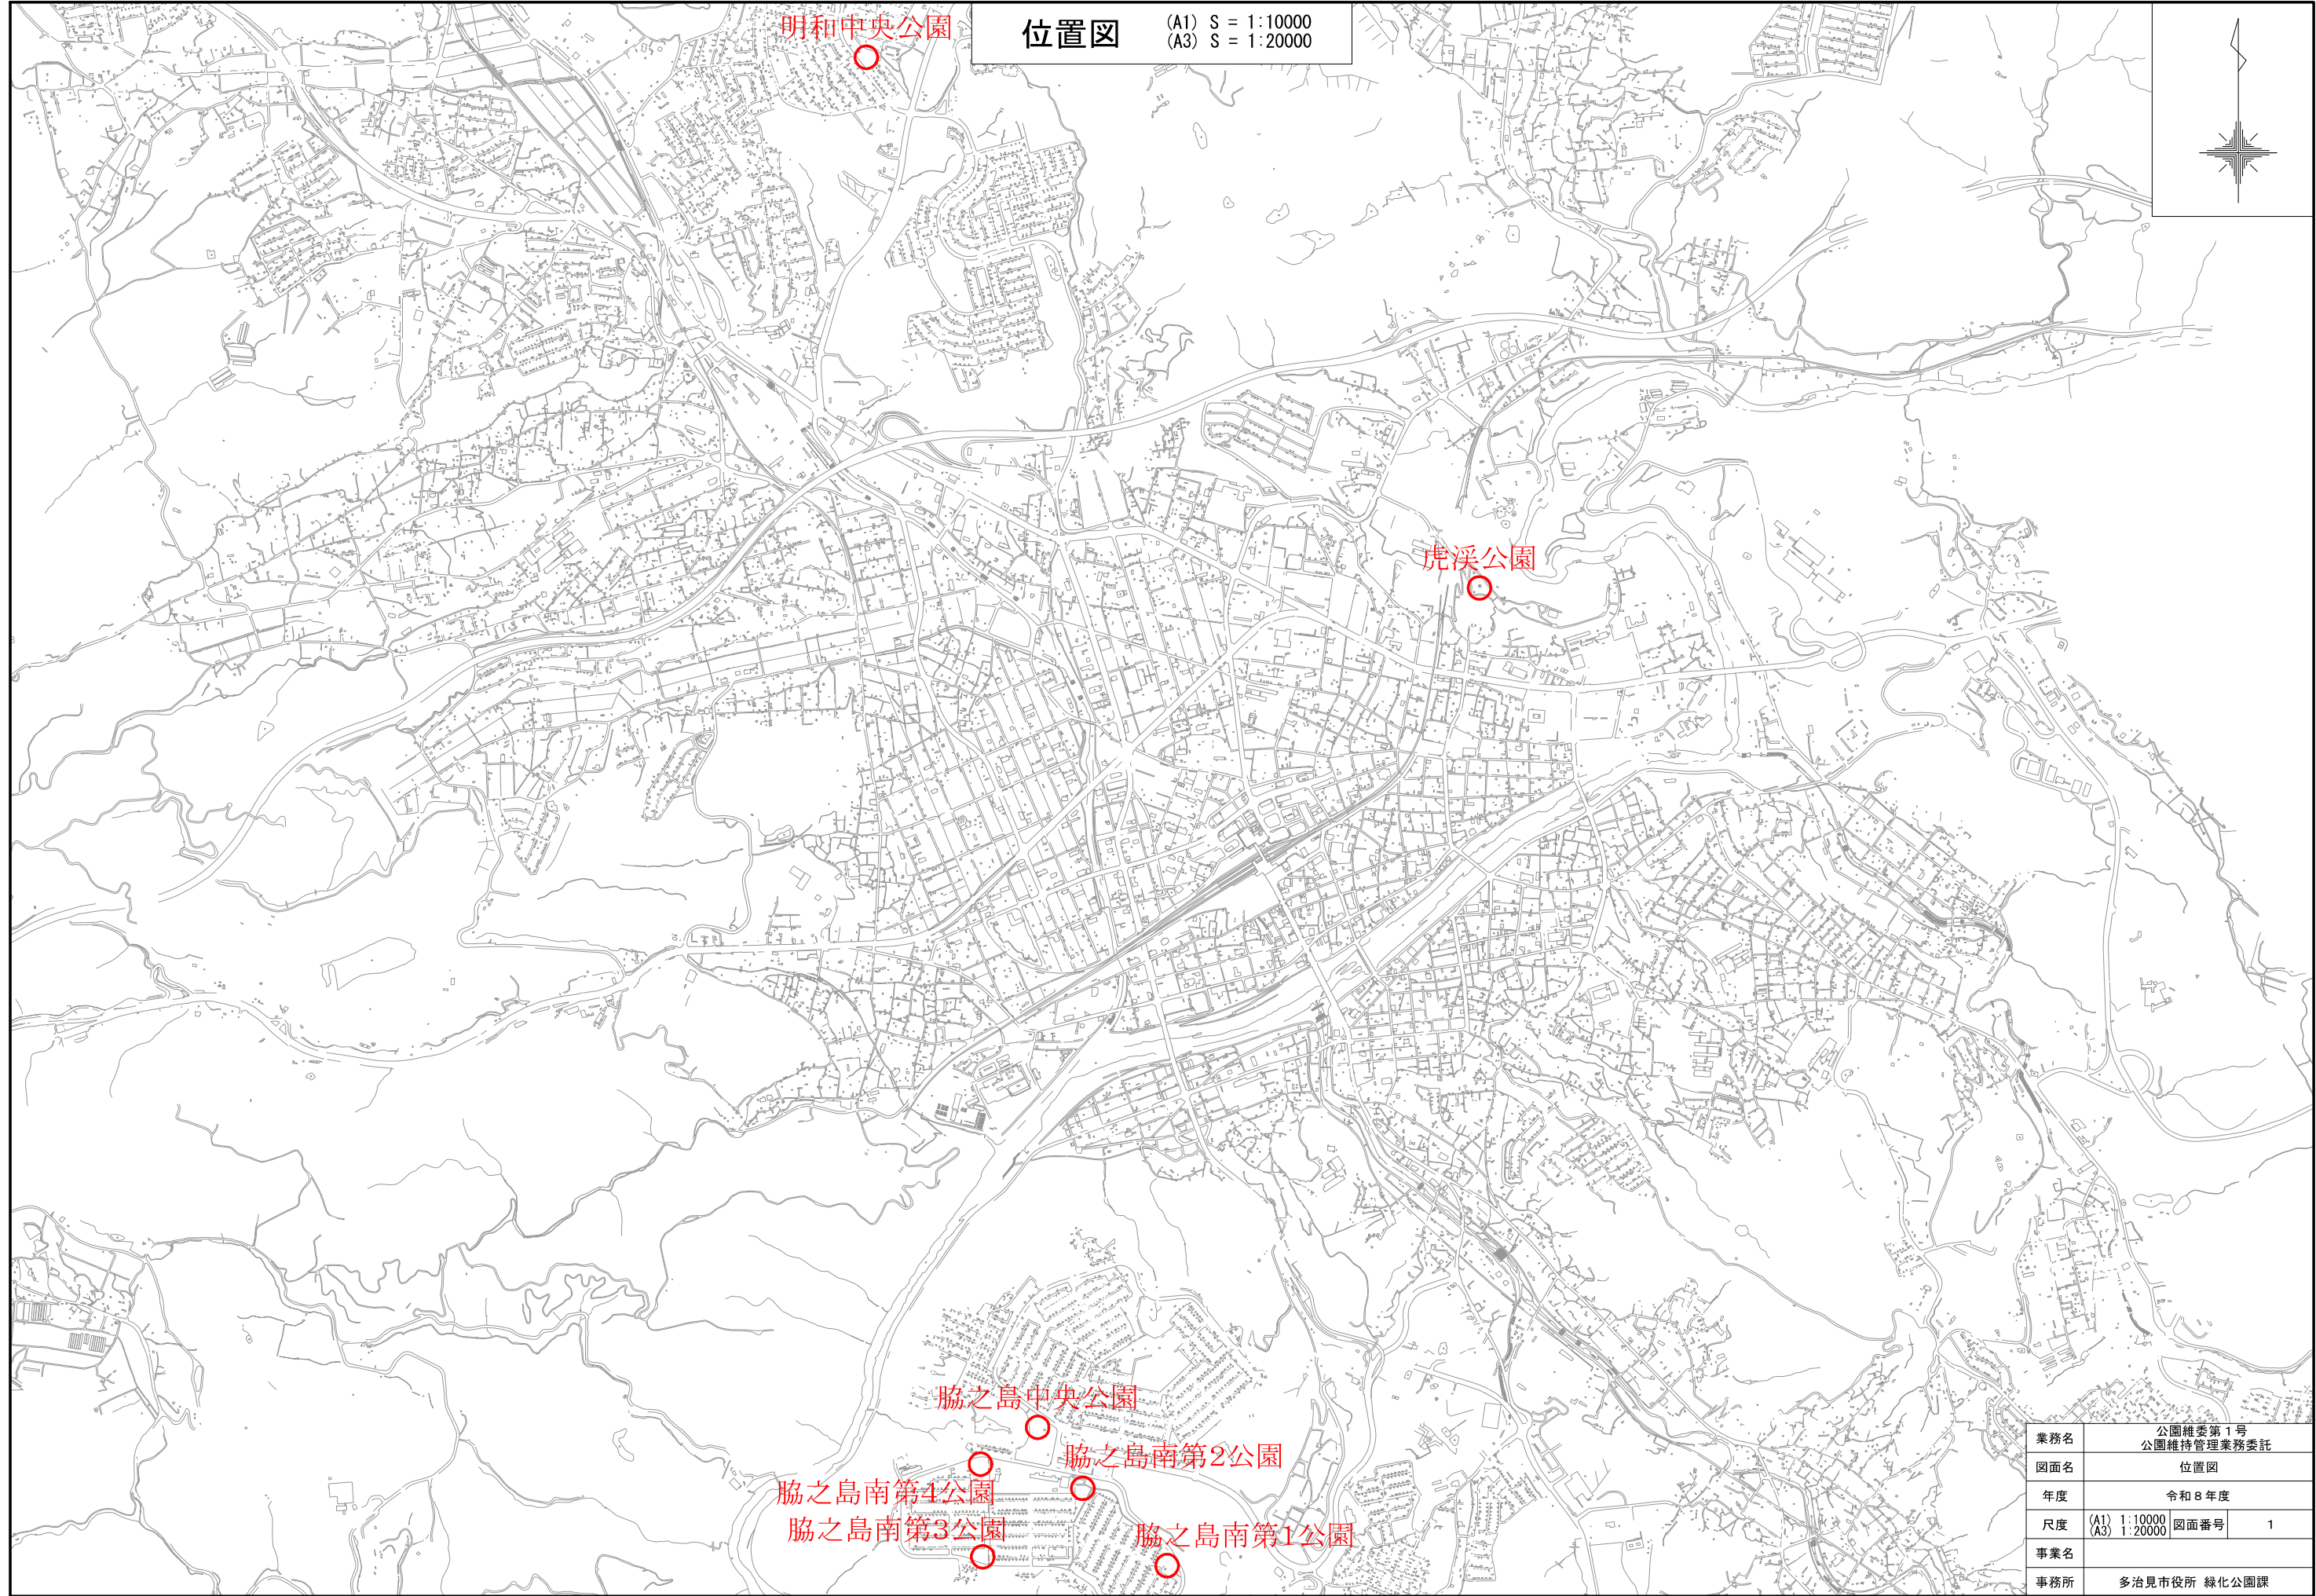 明和中央公園
位置図
(A1) S = 1:10000
(A3) S = 1:20000
虎渓公園
脇之島中央公園
脇之島南第2公園
脇之島南第4公園
脇之島南第3公園
脇之島南第1公園
業務名 公園維委第1号
公園維持管理業務委託
図面名 位置図
年度 令和8年度
尺度 (A1) 1:10000 (A3) 1:20000 図面番号 1
事業名
事務所 多治見市役所 緑化公園課